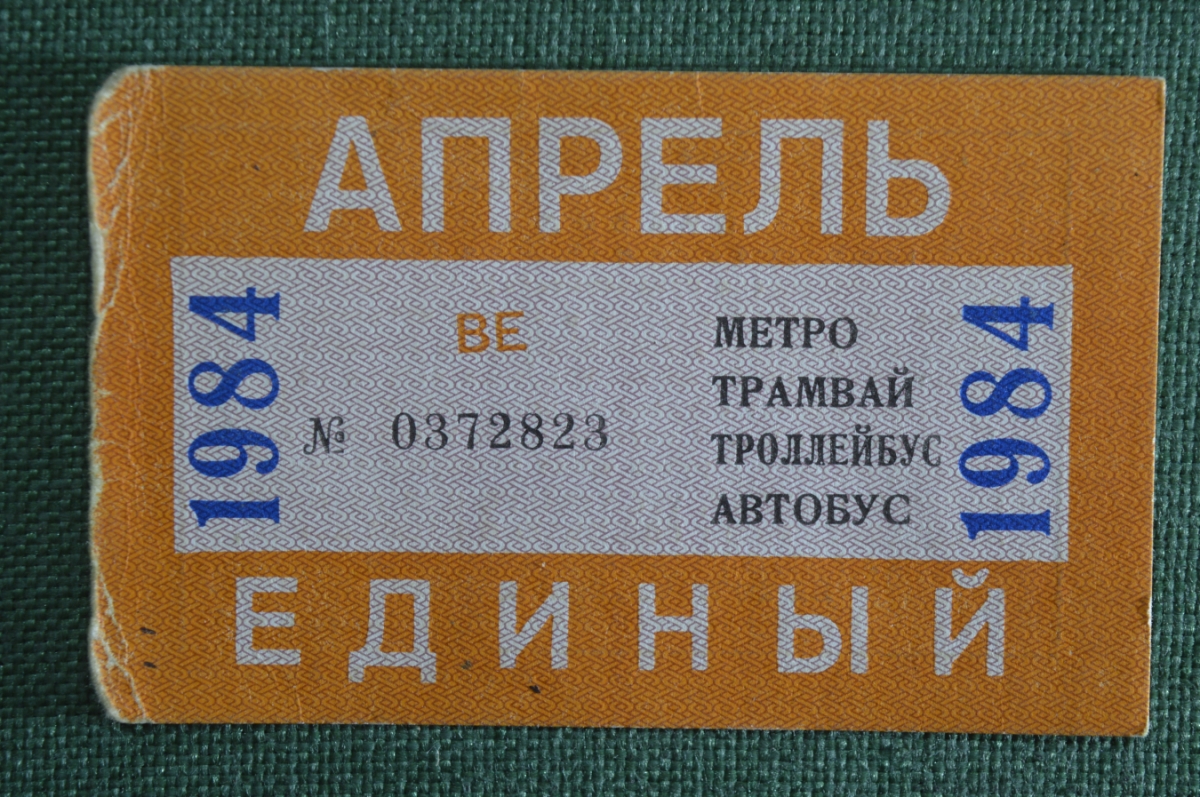 АПРЕЛЬ
1984
ВЕ
№ 0372823
МЕТРО
ТРАМВАЙ
ТРОЛЛЕЙБУС
АВТОБУС
1984
ЕДИНЫЙ